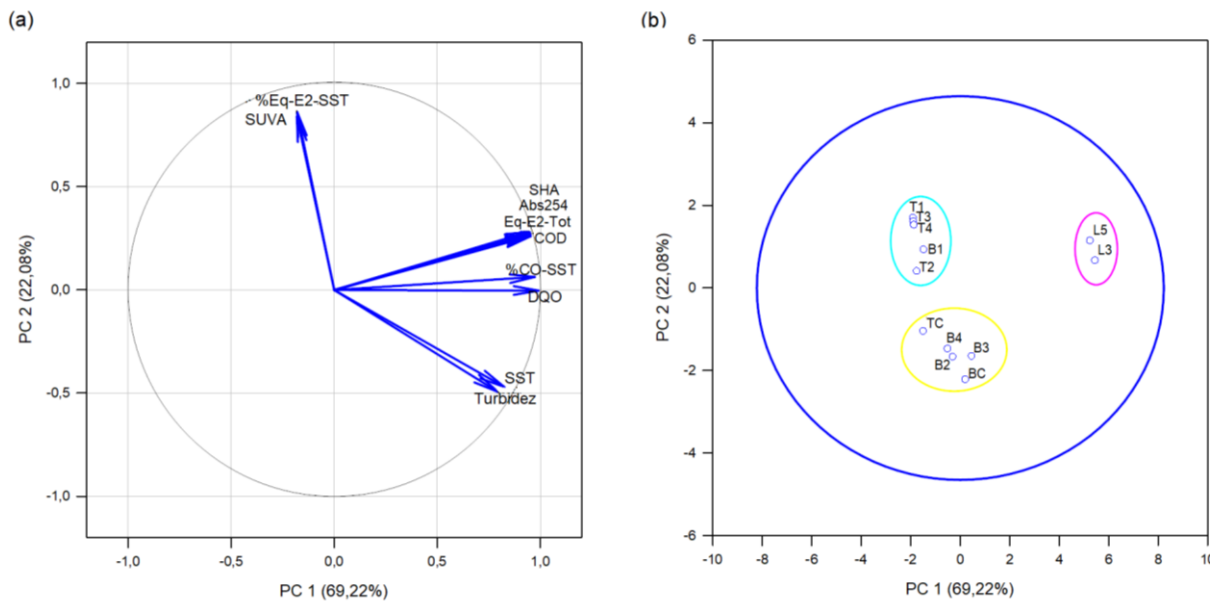 (a)
1,0
0,5
0,0
-0,5
-1,0
PC 2 (22,08%)
%Eq-E2-SST
SUVA
SHA
Abs254
Eq-E2-Tot
COD
%CO-SST
DQO
SST
Turbidez
-1,0 -0,5 0,0 0,5 1,0
PC 1 (69,22%)
(b)
6
4
2
0
-2
-4
-6
PC 2 (22,08%)
T1
T3
T4
B1
T2
L5
L3
TC
B4
B3
B2
BC
-10 -8 -6 -4 -2 0 2 4 6 8 10
PC 1 (69,22%)